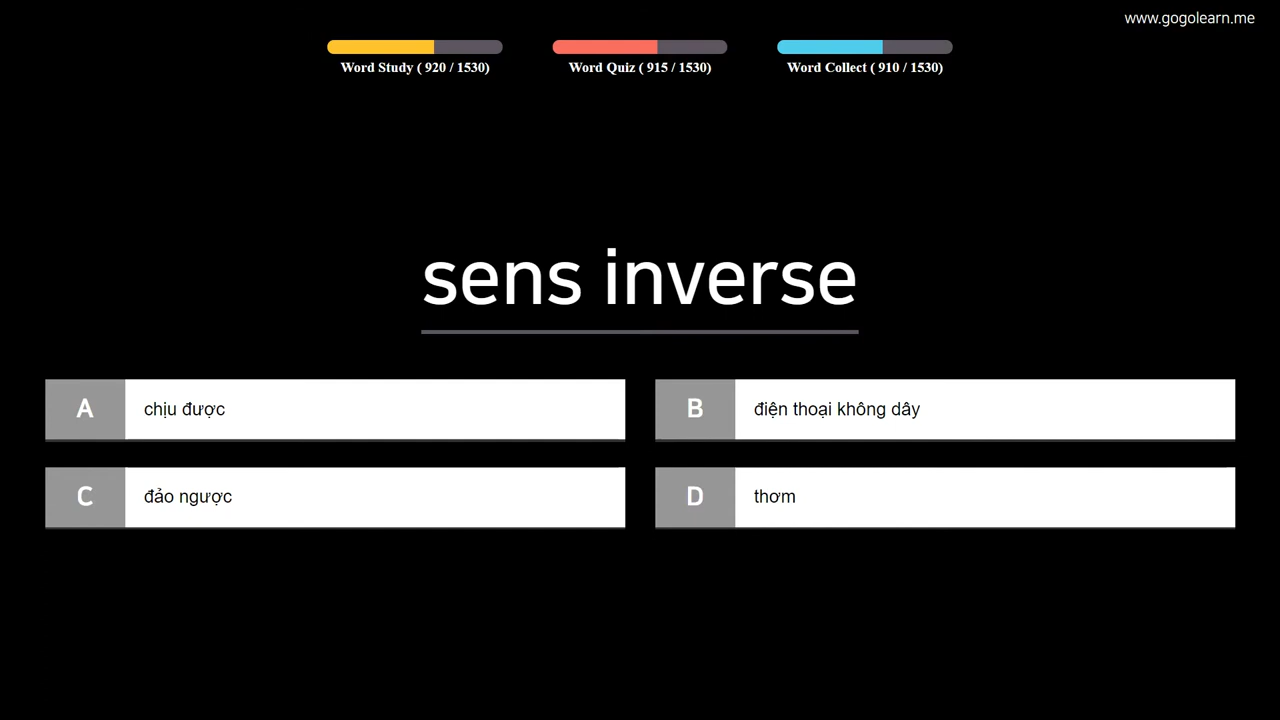 www.gogolearn.me
Word Study ( 920 / 1530)
Word Quiz ( 915 / 1530)
Word Collect ( 910 / 1530)
sens inverse
A chịu được
B điện thoại không dây
C đảo ngược
D thơm